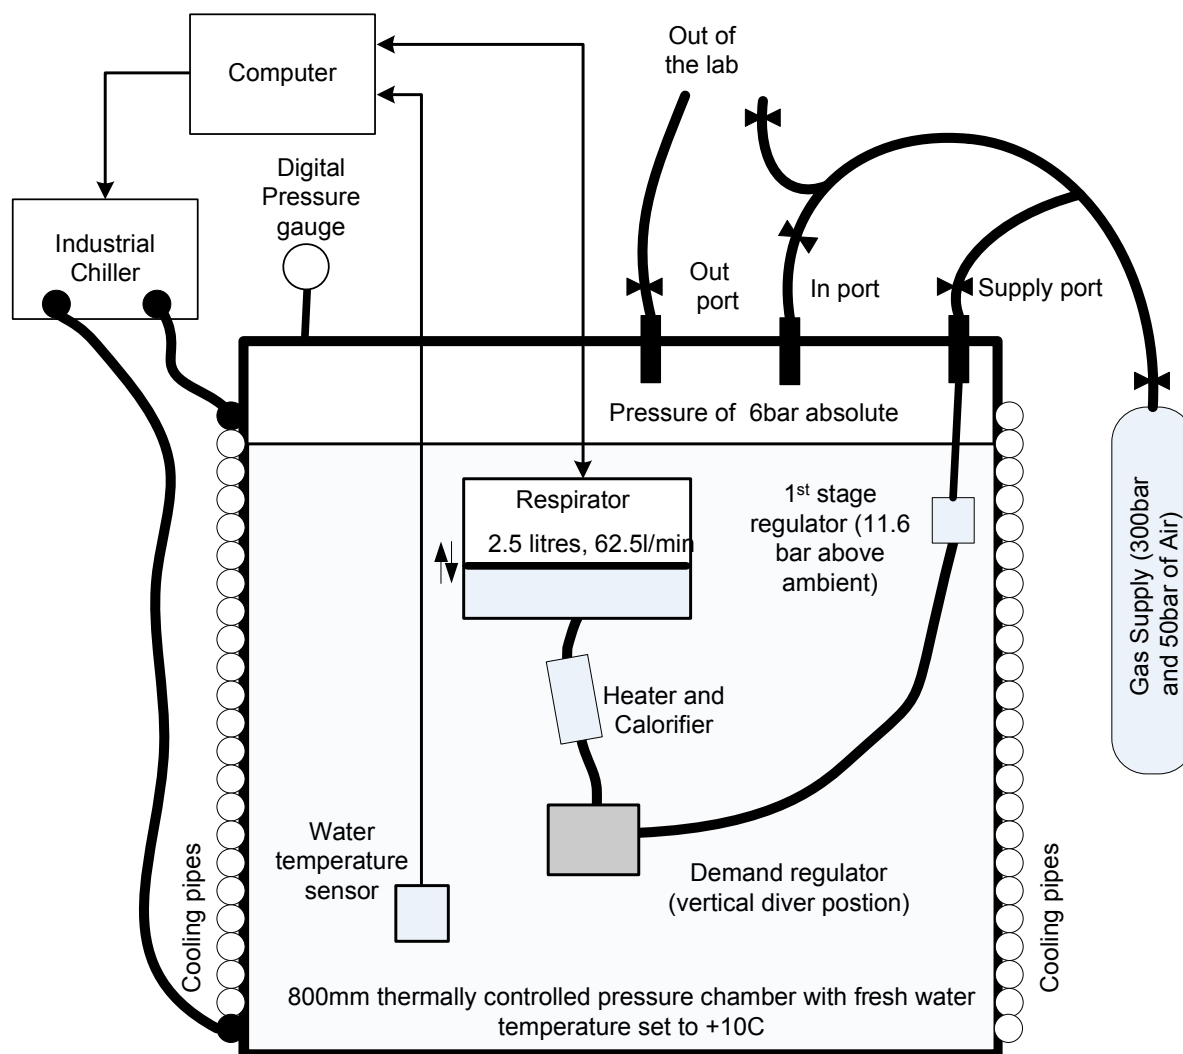 Out of
the lab
Computer
Digital
Pressure
gauge
Industrial
Chiller
Out
port
In port
Supply port
Pressure of  6bar absolute
Respirator
2.5 litres, 62.5l/min
1st stage
regulator (11.6
bar above
ambient)
Gas Supply (300bar
and 50bar of Air)
Heater and
Calorifier
Water
temperature
sensor
Demand regulator
(vertical diver postion)
Cooling pipes
Cooling pipes
800mm thermally controlled pressure chamber with fresh water
temperature set to +10C